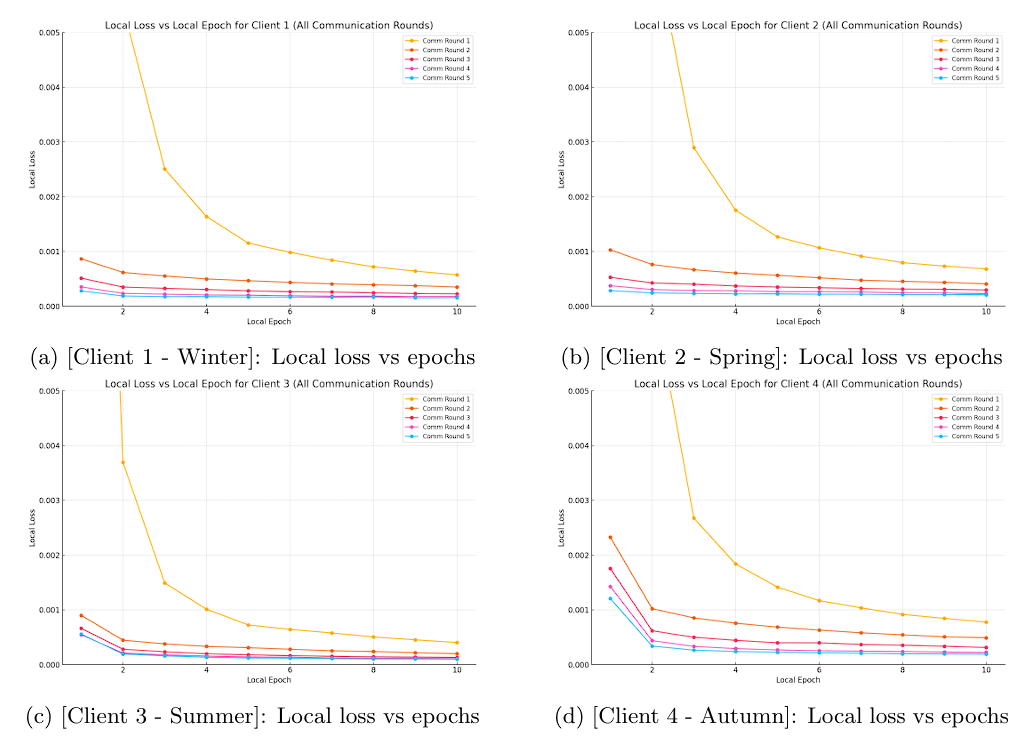 Local Loss vs Local Epoch for Client 1 (All Communication Rounds)
0.005
0.004
0.003
0.002
0.001
0.000
Local Loss
2
4
6
8
10
Local Epoch
Comm Round 1
Comm Round 2
Comm Round 3
Comm Round 4
Comm Round 5
(a) [Client 1 - Winter]: Local loss vs epochs
Local Loss vs Local Epoch for Client 2 (All Communication Rounds)
0.005
0.004
0.003
0.002
0.001
0.000
Local Loss
2
4
6
8
10
Local Epoch
Comm Round 1
Comm Round 2
Comm Round 3
Comm Round 4
Comm Round 5
(b) [Client 2 - Spring]: Local loss vs epochs
Local Loss vs Local Epoch for Client 3 (All Communication Rounds)
0.005
0.004
0.003
0.002
0.001
0.000
Local Loss
2
4
6
8
10
Local Epoch
Comm Round 1
Comm Round 2
Comm Round 3
Comm Round 4
Comm Round 5
(c) [Client 3 - Summer]: Local loss vs epochs
Local Loss vs Local Epoch for Client 4 (All Communication Rounds)
0.005
0.004
0.003
0.002
0.001
0.000
Local Loss
2
4
6
8
10
Local Epoch
Comm Round 1
Comm Round 2
Comm Round 3
Comm Round 4
Comm Round 5
(d) [Client 4 - Autumn]: Local loss vs epochs